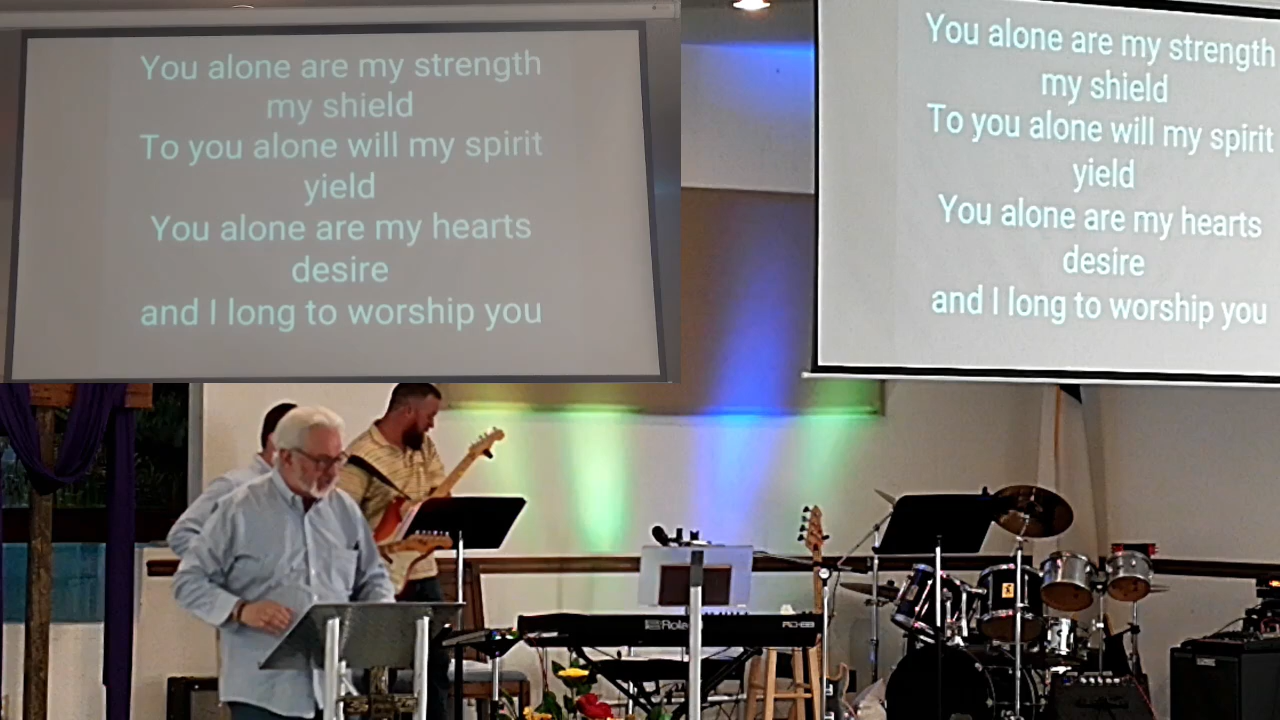 You alone are my strength
my shield
To you alone will my spirit
yield
You alone are my hearts
desire
and I long to worship you
You alone are my strength
my shield
To you alone will my spirit
yield
You alone are my hearts
desire
and I long to worship you
Roland
RD-88